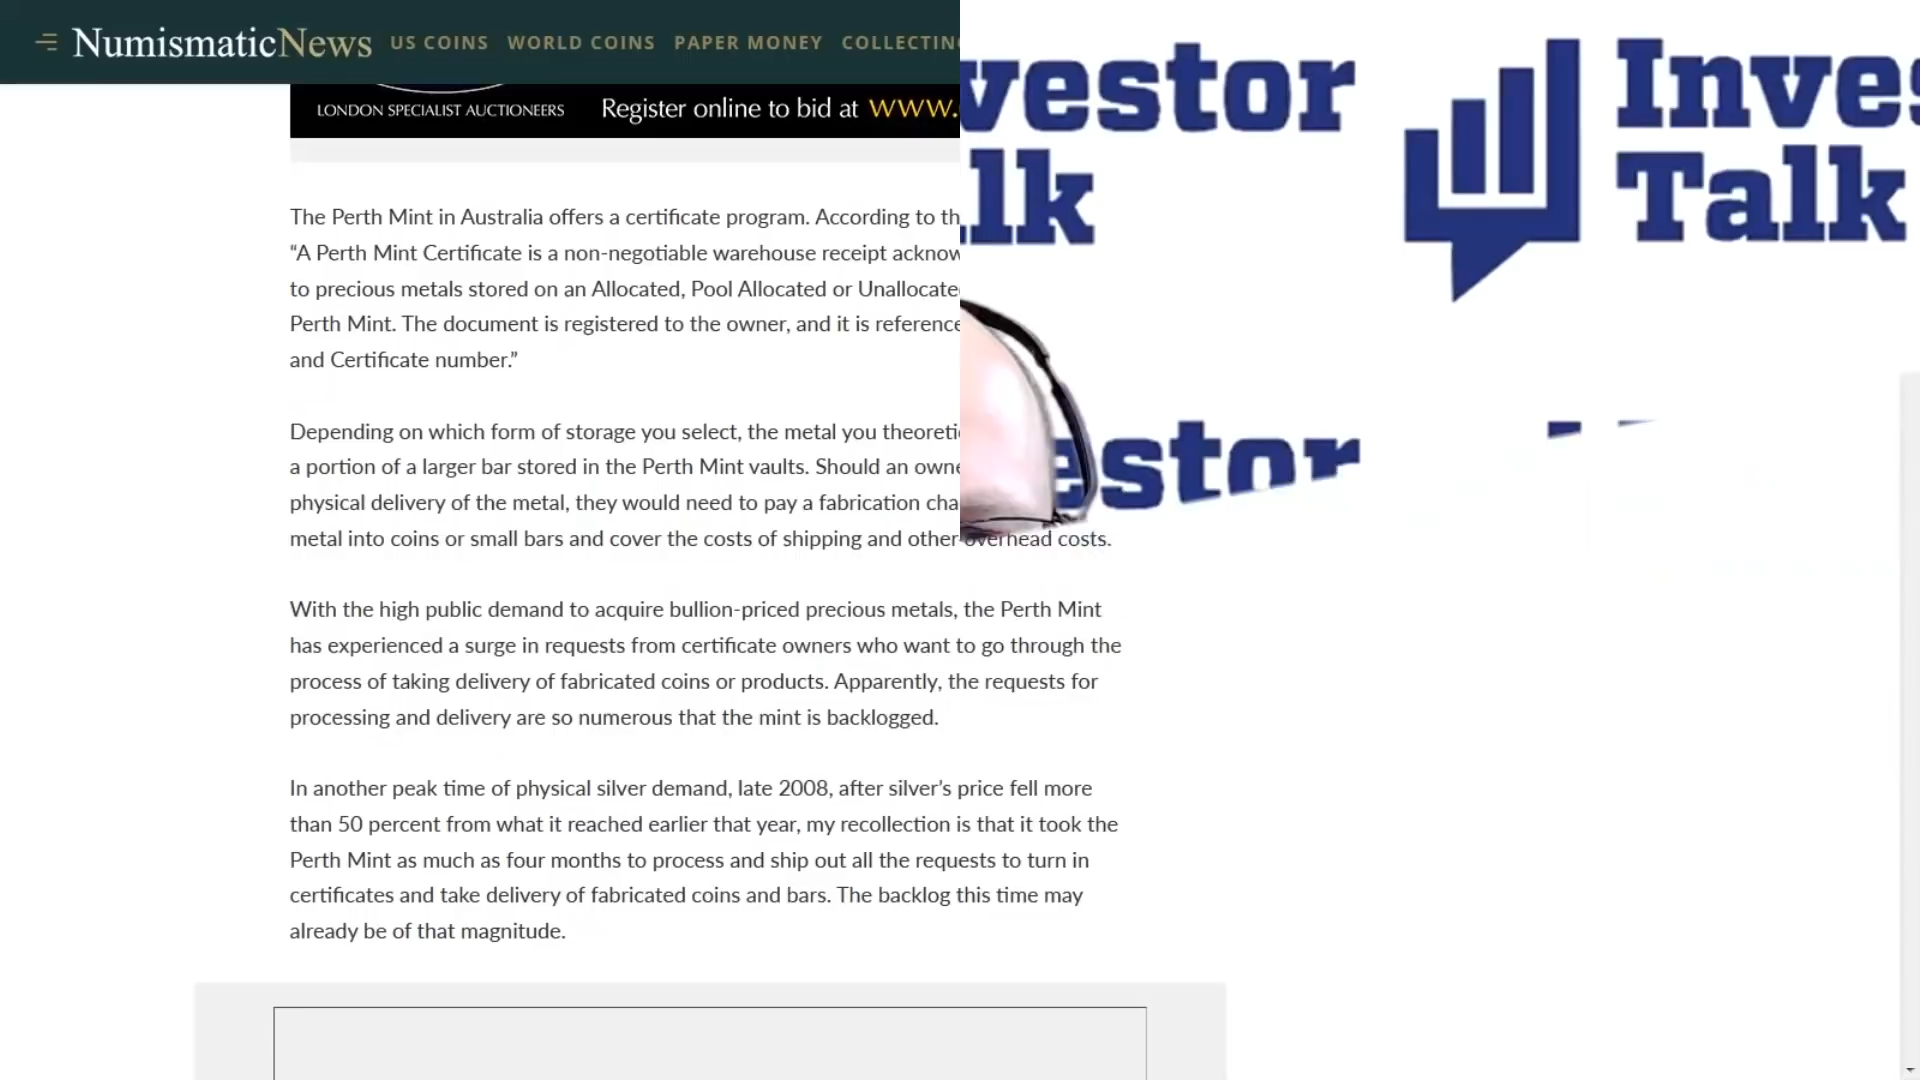 NumismaticNews US COINS WORLD COINS PAPER MONEY COLLECTING
LONDON SPECIALIST AUCTIONEERS Register online to bid at WWW.
The Perth Mint in Australia offers a certificate program. According to th
“A Perth Mint Certificate is a non-negotiable warehouse receipt acknow
to precious metals stored on an Allocated, Pool Allocated or Unallocate
Perth Mint. The document is registered to the owner, and it is reference
and Certificate number.”
Depending on which form of storage you select, the metal you theoreti
a portion of a larger bar stored in the Perth Mint vaults. Should an owne
physical delivery of the metal, they would need to pay a fabrication cha
metal into coins or small bars and cover the costs of shipping and other overhead costs.
With the high public demand to acquire bullion-priced precious metals, the Perth Mint
has experienced a surge in requests from certificate owners who want to go through the
process of taking delivery of fabricated coins or products. Apparently, the requests for
processing and delivery are so numerous that the mint is backlogged.
In another peak time of physical silver demand, late 2008, after silver’s price fell more
than 50 percent from what it reached earlier that year, my recollection is that it took the
Perth Mint as much as four months to process and ship out all the requests to turn in
certificates and take delivery of fabricated coins and bars. The backlog this time may
already be of that magnitude.
vestor
lk
Inves
Talk
estor